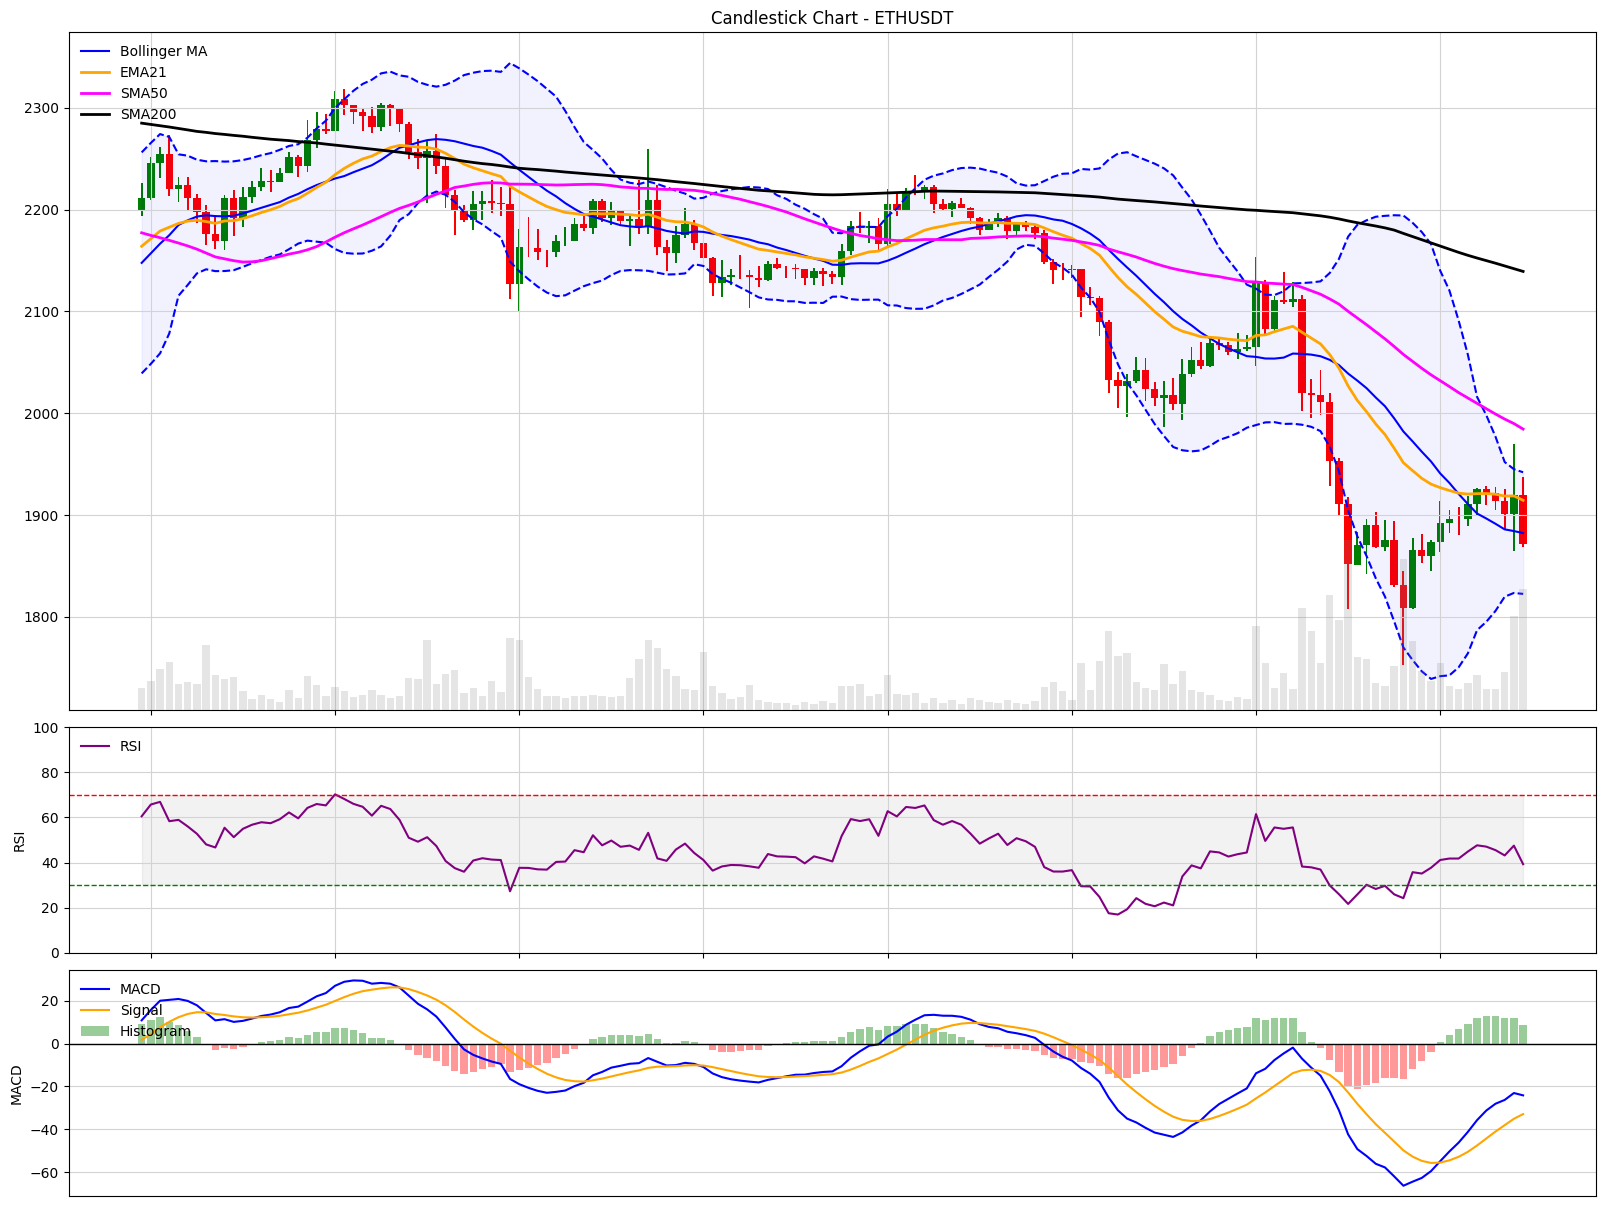 Candlestick Chart - ETHUSDT
Bollinger MA
EMA21
SMA50
SMA200
2300
2200
2100
2000
1900
1800
100
80
60
40
20
0
RSI
RSI
20
0
−20
−40
−60
MACD
MACD
Signal
Histogram